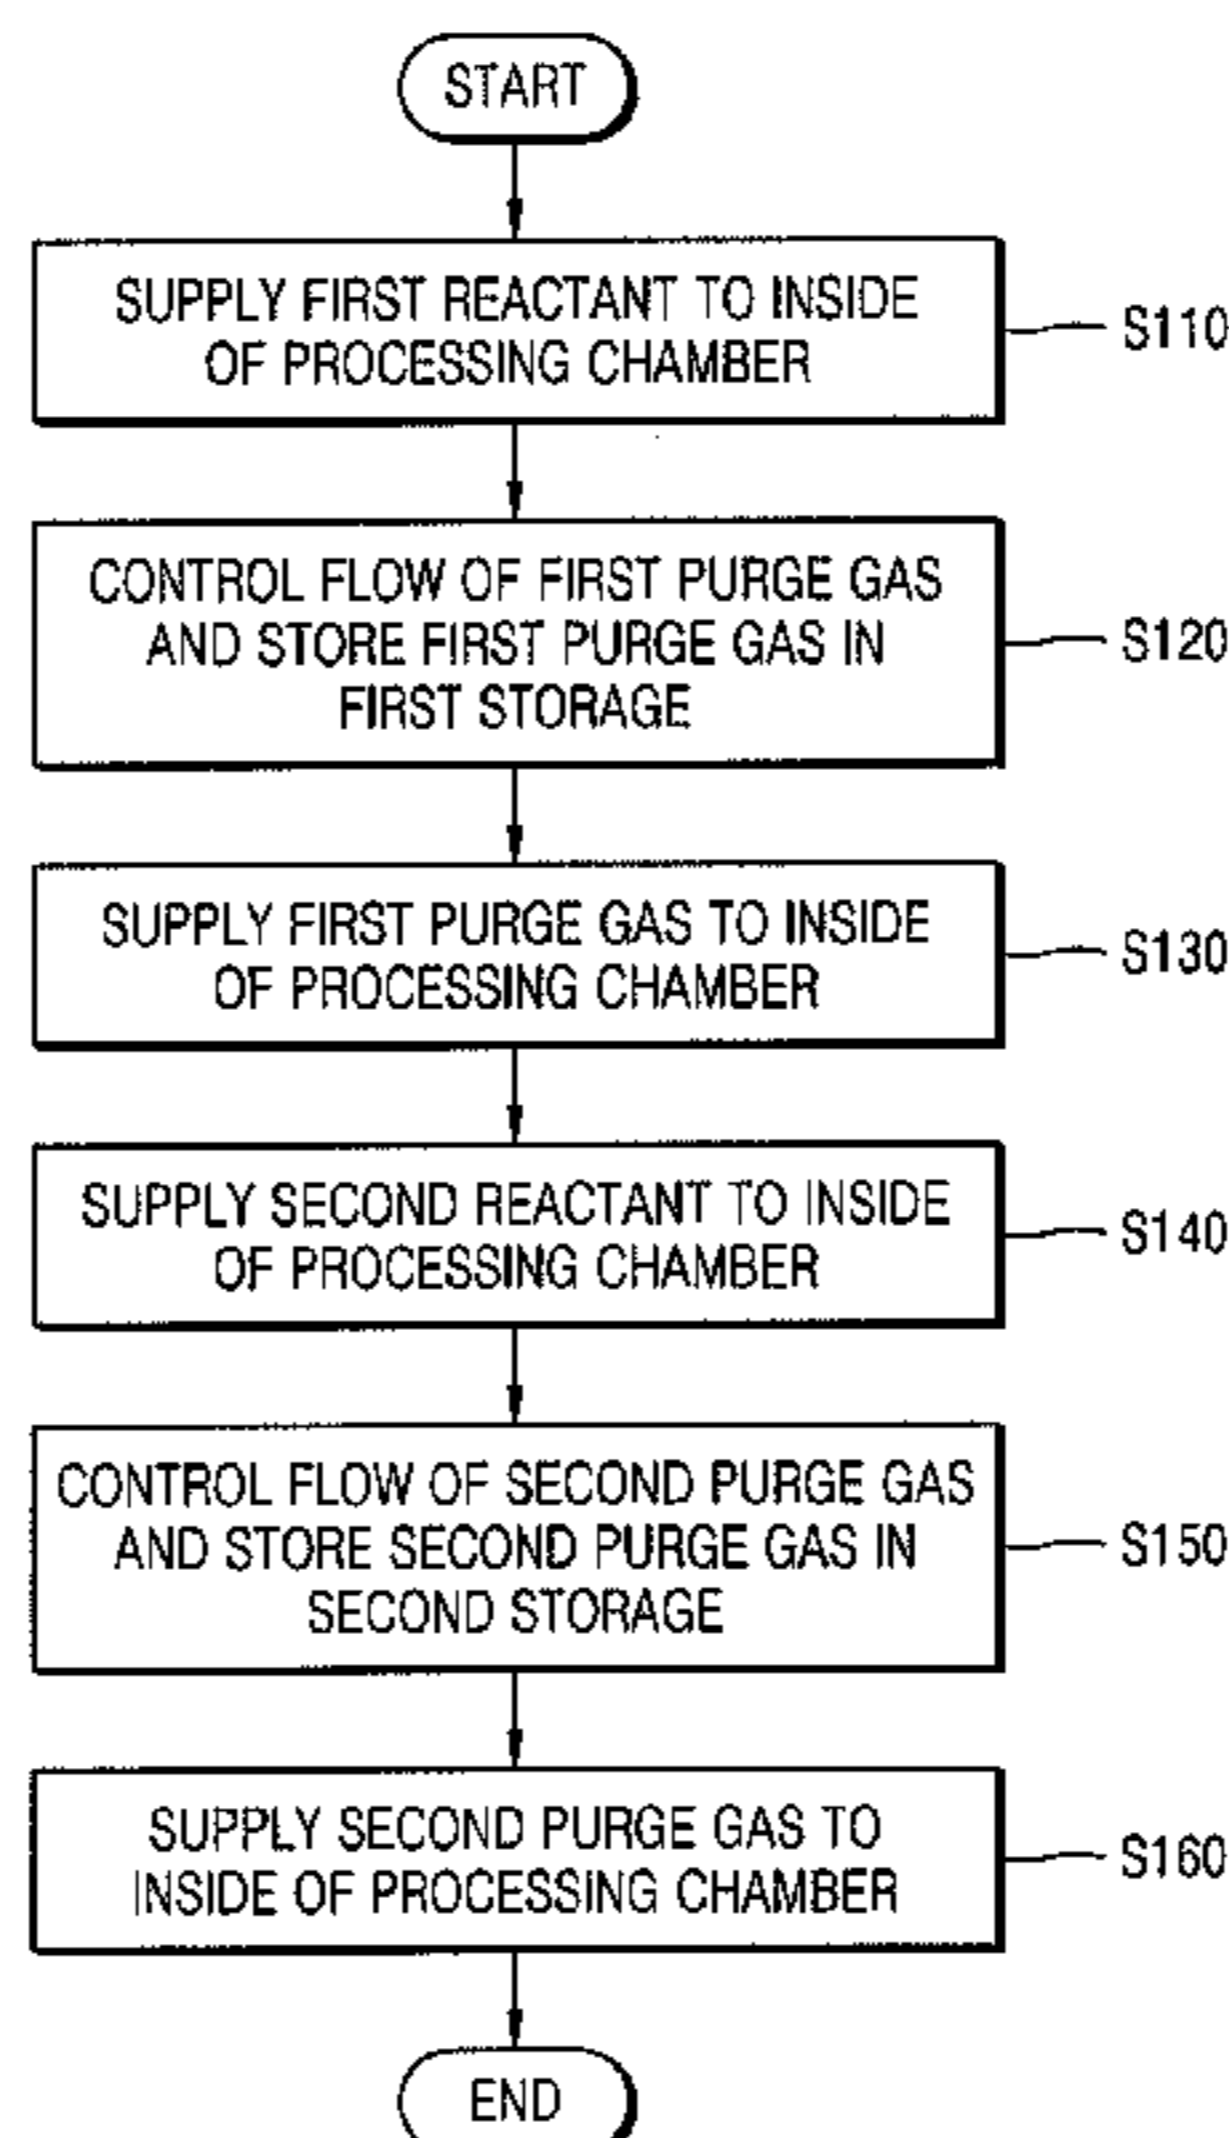 START
SUPPLY FIRST REACTANT TO INSIDE
OF PROCESSING CHAMBER
S110
CONTROL FLOW OF FIRST PURGE GAS
AND STORE FIRST PURGE GAS IN
FIRST STORAGE
S120
SUPPLY FIRST PURGE GAS TO INSIDE
OF PROCESSING CHAMBER
S130
SUPPLY SECOND REACTANT TO INSIDE
OF PROCESSING CHAMBER
S140
CONTROL FLOW OF SECOND PURGE GAS
AND STORE SECOND PURGE GAS IN
SECOND STORAGE
S150
SUPPLY SECOND PURGE GAS TO
INSIDE OF PROCESSING CHAMBER
S160
END